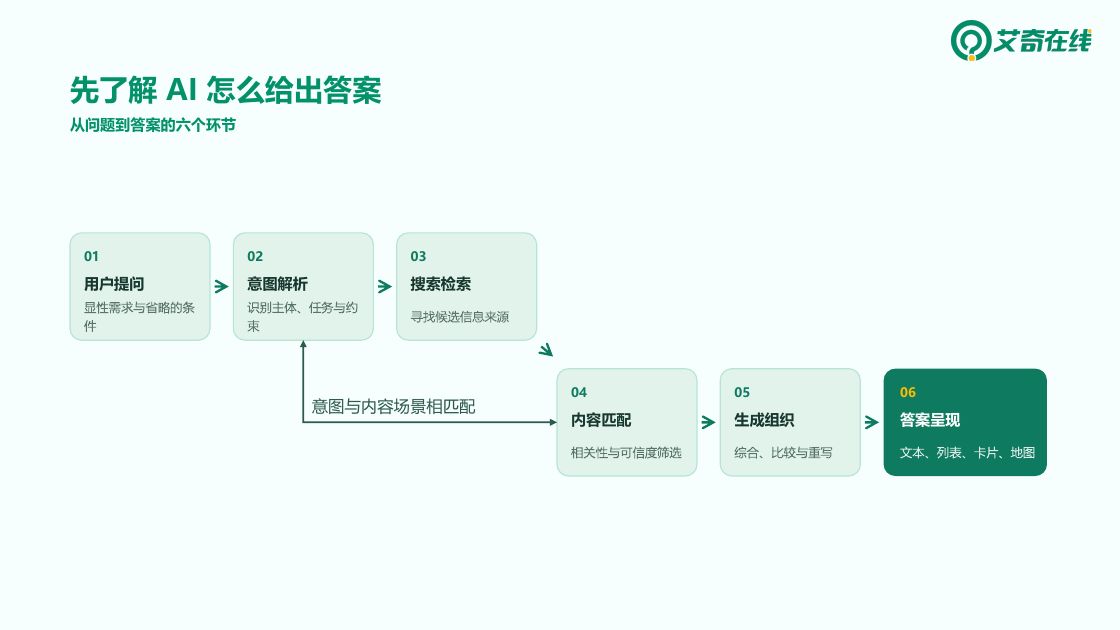 艾奇在线
先了解 AI 怎么给出答案
从问题到答案的六个环节
01
用户提问
显性需求与省略的条
件
02
意图解析
识别主体、任务与约
束
03
搜索检索
寻找候选信息来源
意图与内容场景相匹配
04
内容匹配
相关性与可信度筛选
05
生成组织
综合、比较与重写
06
答案呈现
文本、列表、卡片、地图